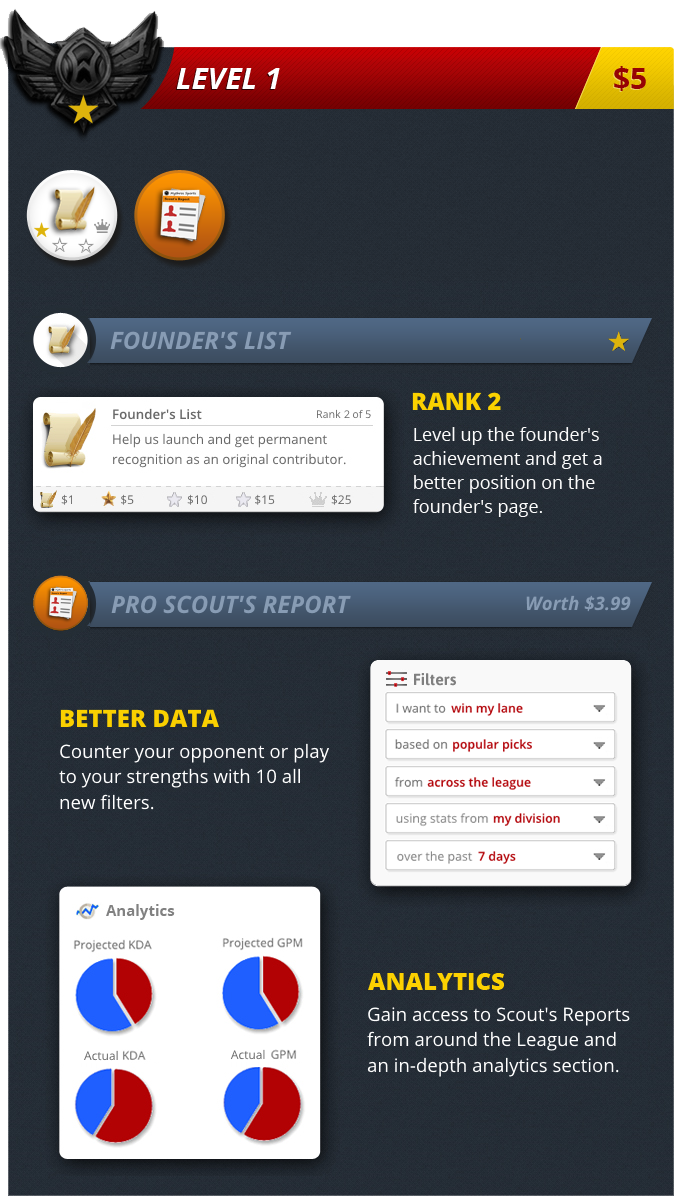 LEVEL 1
$5
FOUNDER'S LIST
Founder's List
Rank 2 of 5
Help us launch and get permanent
recognition as an original contributor.
$1 $5 $10 $15 $25
RANK 2
Level up the founder's
achievement and get a
better position on the
founder's page.
PRO SCOUT'S REPORT
Worth $3.99
BETTER DATA
Counter your opponent or play
to your strengths with 10 all
new filters.
Filters
I want to win my lane
based on popular picks
from across the league
using stats from my division
over the past 7 days
Analytics
Projected KDA
Projected GPM
Actual KDA
Actual GPM
ANALYTICS
Gain access to Scout's Reports
from around the League and
an in-depth analytics section.